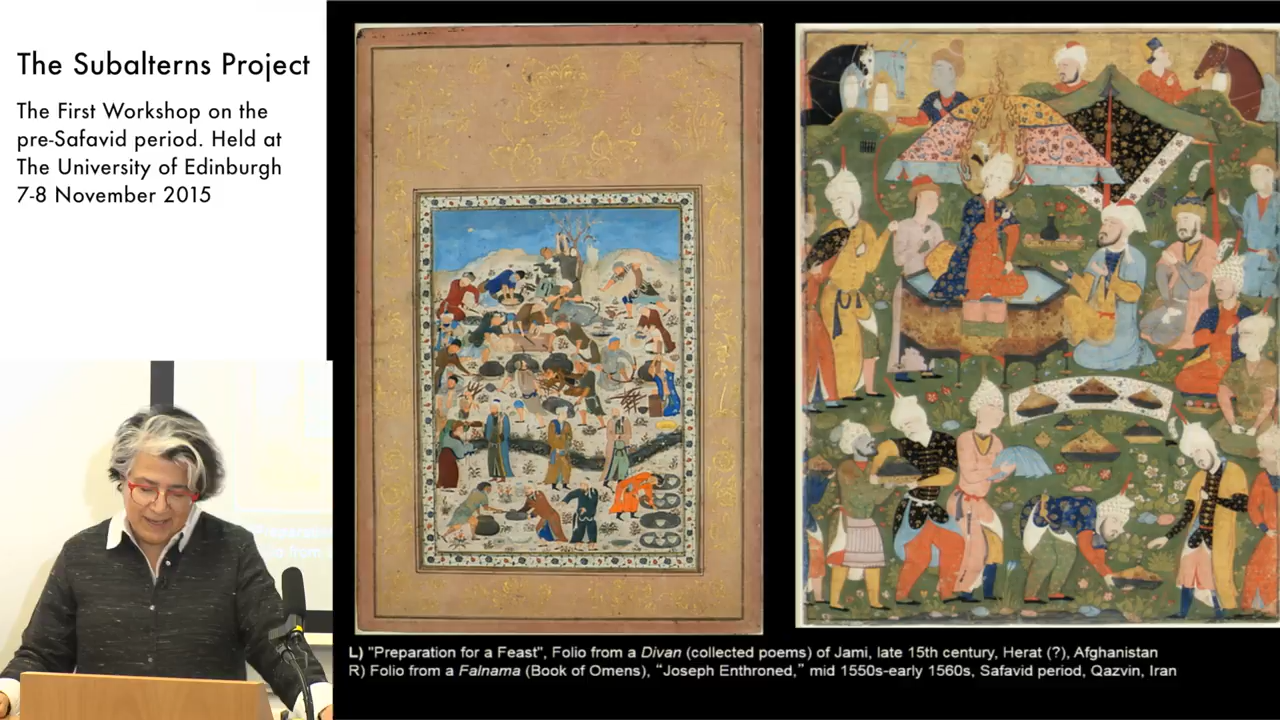 The Subalterns Project
The First Workshop on the
pre-Safavid period. Held at
The University of Edinburgh
7-8 November 2015
L) "Preparation for a Feast", Folio from a Divan (collected poems) of Jami, late 15th century, Herat (?), Afghanistan
R) Folio from a Falnama (Book of Omens), “Joseph Enthroned,” mid 1550s-early 1560s, Safavid period, Qazvin, Iran